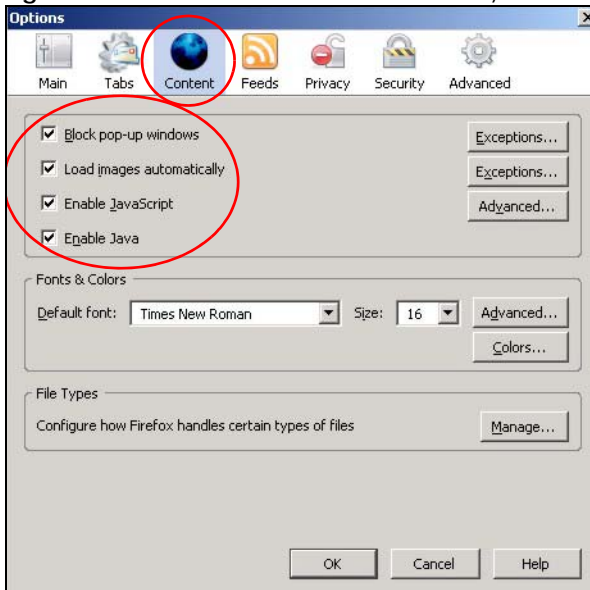 Options
Main Tabs Content Feeds Privacy Security Advanced
Block pop-up windows Exceptions...
Load images automatically Exceptions...
Enable JavaScript Advanced...
Enable Java
Fonts & Colors
Default font: Times New Roman Size: 16 Advanced...
Colors...
File Types
Configure how Firefox handles certain types of files Manage...
OK Cancel Help